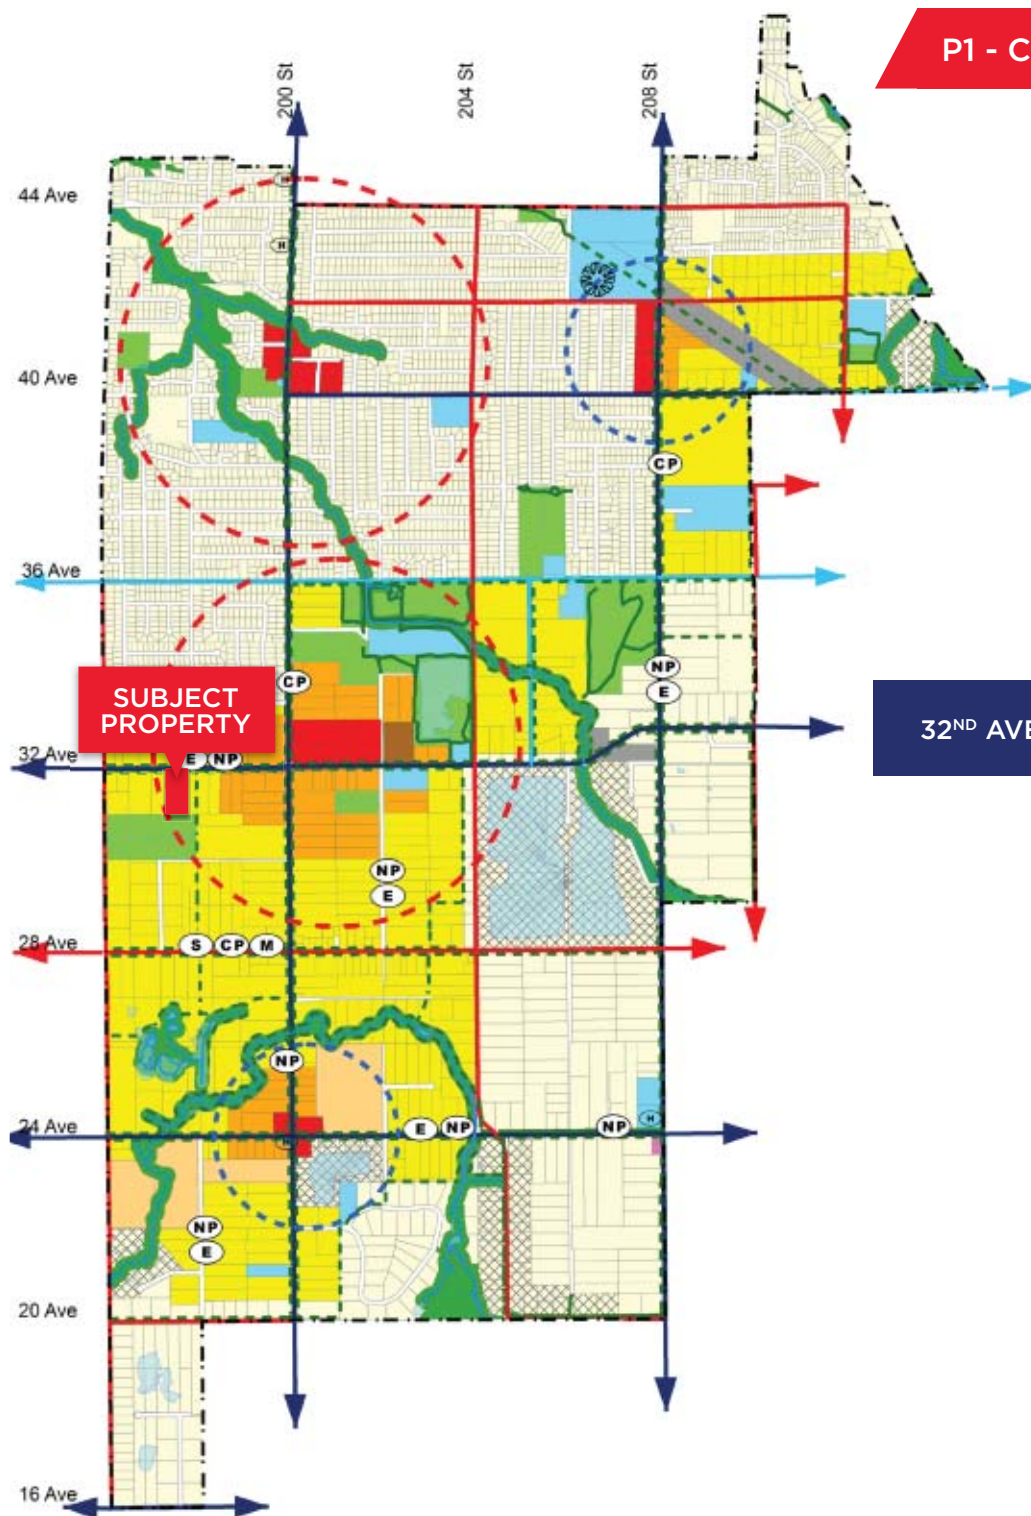 P1 - C
200 St
204 St
208 St
44 Ave
H
H
40 Ave
CP
36 Ave
NP
E
CP
SUBJECT
PROPERTY
32ND AVE
32 Ave
E NP
NP
E
28 Ave
S CP M
NP
24 Ave
E NP
NP
H
H
NP
E
20 Ave
16 Ave